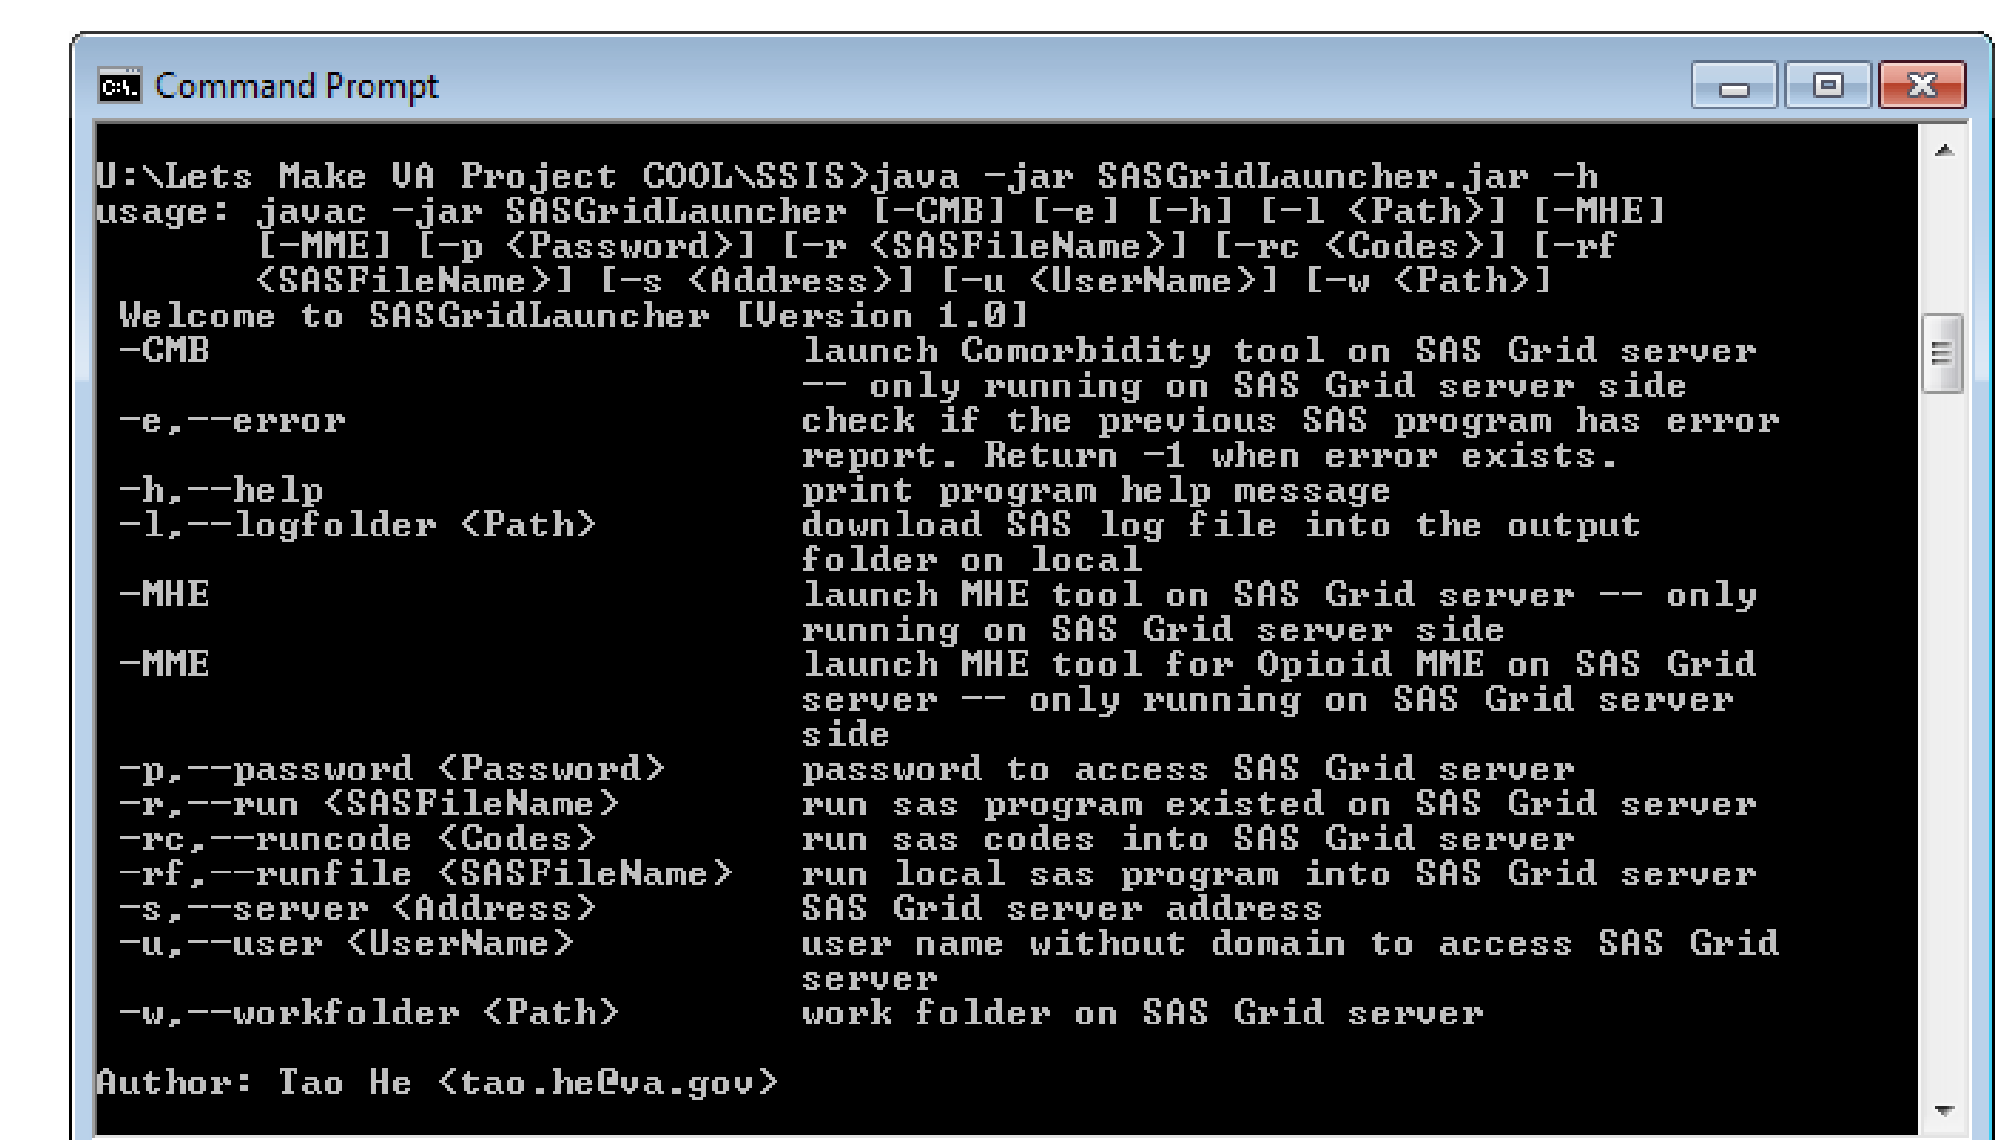 C:\.
Command Prompt
U:\Lets Make VA Project COOL\SSIS>java -jar SASGridLauncher.jar -h
usage: javac -jar SASGridLauncher [-CMB] [-e] [-h] [-l <Path>] [-MHE]
       [-MME] [-p <Password>] [-r <SASFileName>] [-rc <Codes>] [-rf
       <SASFileName>] [-s <Address>] [-u <UserName>] [-w <Path>]
 Welcome to SASGridLauncher [Version 1.0]
 -CMB                          launch Comorbidity tool on SAS Grid server
                               -- only running on SAS Grid server side
 -e,--error                    check if the previous SAS program has error
                               report. Return -1 when error exists.
 -h,--help                     print program help message
 -l,--logfolder <Path>         download SAS log file into the output
                               folder on local
 -MHE                          launch MHE tool on SAS Grid server -- only
                               running on SAS Grid server side
 -MME                          launch MHE tool for Opioid MME on SAS Grid
                               server -- only running on SAS Grid server
                               side
 -p,--password <Password>      password to access SAS Grid server
 -r,--run <SASFileName>        run sas program existed on SAS Grid server
 -rc,--runcode <Codes>         run sas codes into SAS Grid server
 -rf,--runfile <SASFileName>   run local sas program into SAS Grid server
 -s,--server <Address>         SAS Grid server address
 -u,--user <UserName>          user name without domain to access SAS Grid
                               server
 -w,--workfolder <Path>        work folder on SAS Grid server
Author: Tao He <tao.he@va.gov>